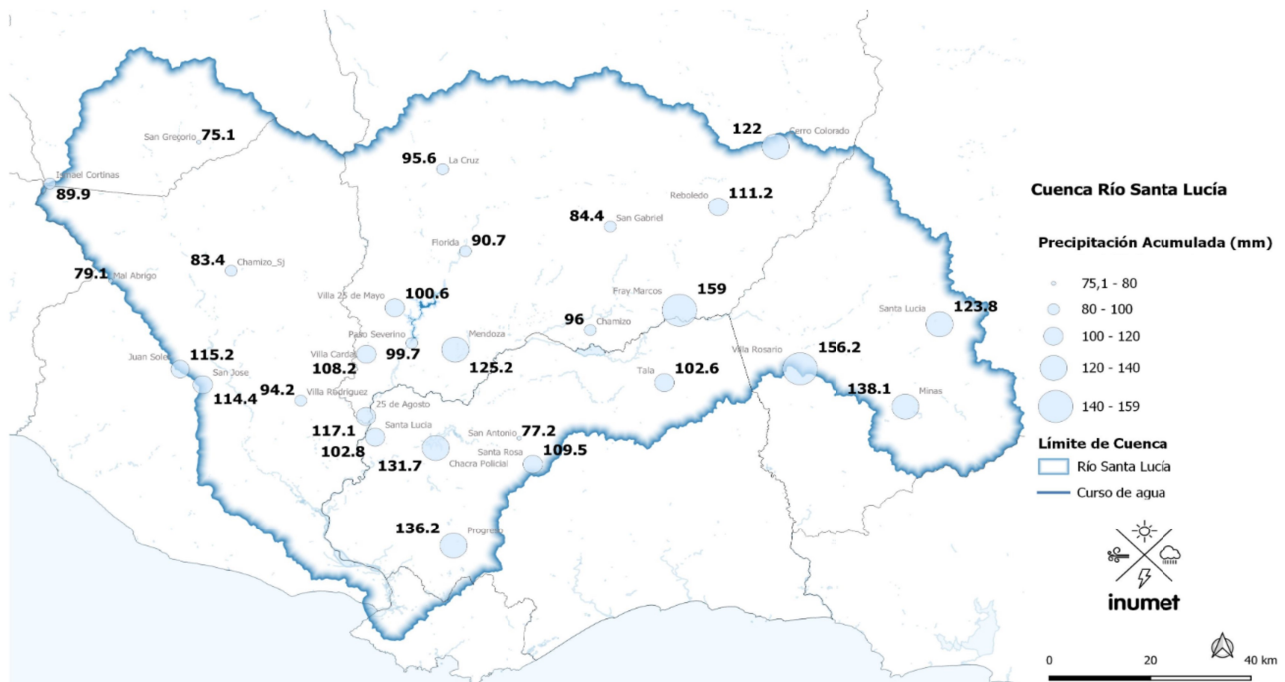 122
Cerro Colorado
San Gregorio
75.1
95.6
La Cruz
Ismael Cortinas
89.9
Reboledo
111.2
84.4
San Gabriel
Florida
90.7
83.4
Chamizo_SJ
79.1
Mal Abrigo
Villa 25 de Mayo
100.6
Fray Marcos
159
Santa Lucia
123.8
96
Chamizo
Paso Severino
99.7
Mendoza
125.2
Villa Cardal
108.2
Juan Soler
115.2
San Jose
114.4
Villa Rosario
156.2
Tala
102.6
138.1
Minas
94.2
Villa Rodriguez
25 de Agosto
117.1
Santa Lucia
102.8
San Antonio
77.2
Santa Rosa
109.5
131.7
Chacra Policial
136.2
Progreso
Cuenca Río Santa Lucía
Precipitación Acumulada (mm)
75,1 - 80
80 - 100
100 - 120
120 - 140
140 - 159
Límite de Cuenca
Río Santa Lucía
Curso de agua
inumet
0 20 40 km